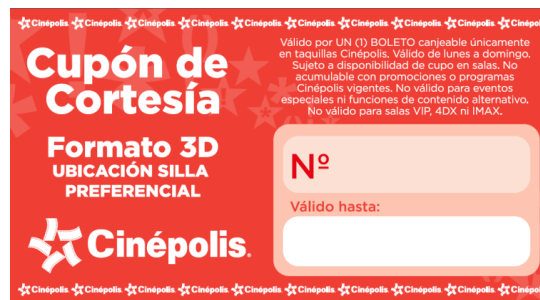 Cinépolis. Cinépolis. Cinépolis. Cinépolis. Cinépolis. Cinépolis. Cinépolis. Cinépolis. Cinépolis. Cinépo
Cupón de
Cortesía
Formato 3D
UBICACIÓN SILLA
PREFERENCIAL
Cinépolis.
Válido por UN (1) BOLETO canjeable únicamente
en taquillas Cinépolis. Válido de lunes a domingo.
Sujeto a disponibilidad de cupo en salas. No
acumulable con promociones o programas
Cinépolis vigentes. No válido para eventos
especiales ni funciones de contenido alternativo.
No válido para salas VIP, 4DX ni IMAX.
Nº
Válido hasta:
Cinépolis. Cinépolis. Cinépolis. Cinépolis. Cinépolis. Cinépolis. Cinépolis. Cinépolis. Cinépolis. Cinépo